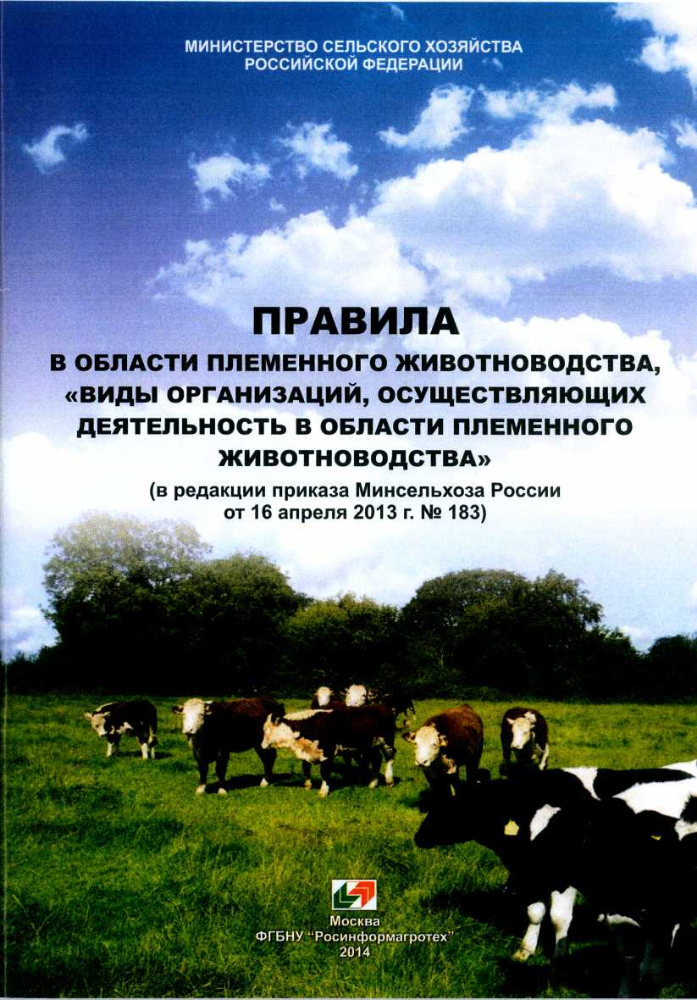 МИНИСТЕРСТВО СЕЛЬСКОГО ХОЗЯЙСТВА
РОССИЙСКОЙ ФЕДЕРАЦИИ
ПРАВИЛА
В ОБЛАСТИ ПЛЕМЕННОГО ЖИВОТНОВОДСТВА,
«ВИДЫ ОРГАНИЗАЦИЙ, ОСУЩЕСТВЛЯЮЩИХ
ДЕЯТЕЛЬНОСТЬ В ОБЛАСТИ ПЛЕМЕННОГО
ЖИВОТНОВОДСТВА»
(в редакции приказа Минсельхоза России
от 16 апреля 2013 г. № 183)
Москва
ФГБНУ "Росинформагротех"
2014